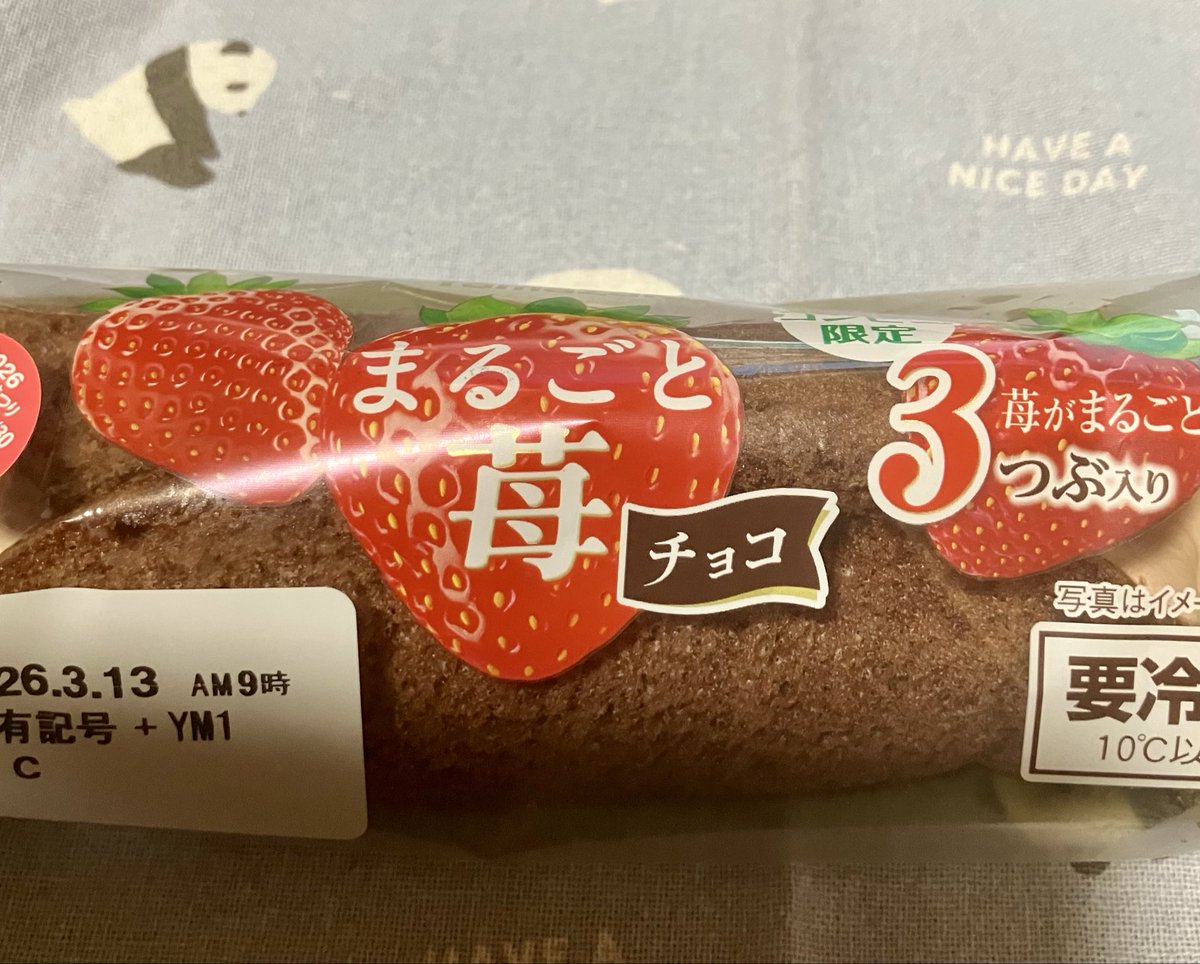 HAVE A
NICE DAY
まるごと
苺
チョコ
限定
3
苺がまるごと
つぶ入り
写真はイメー
要冷
10℃以
26.3.13 AM9時
有記号 + YM1
C
HAVE A